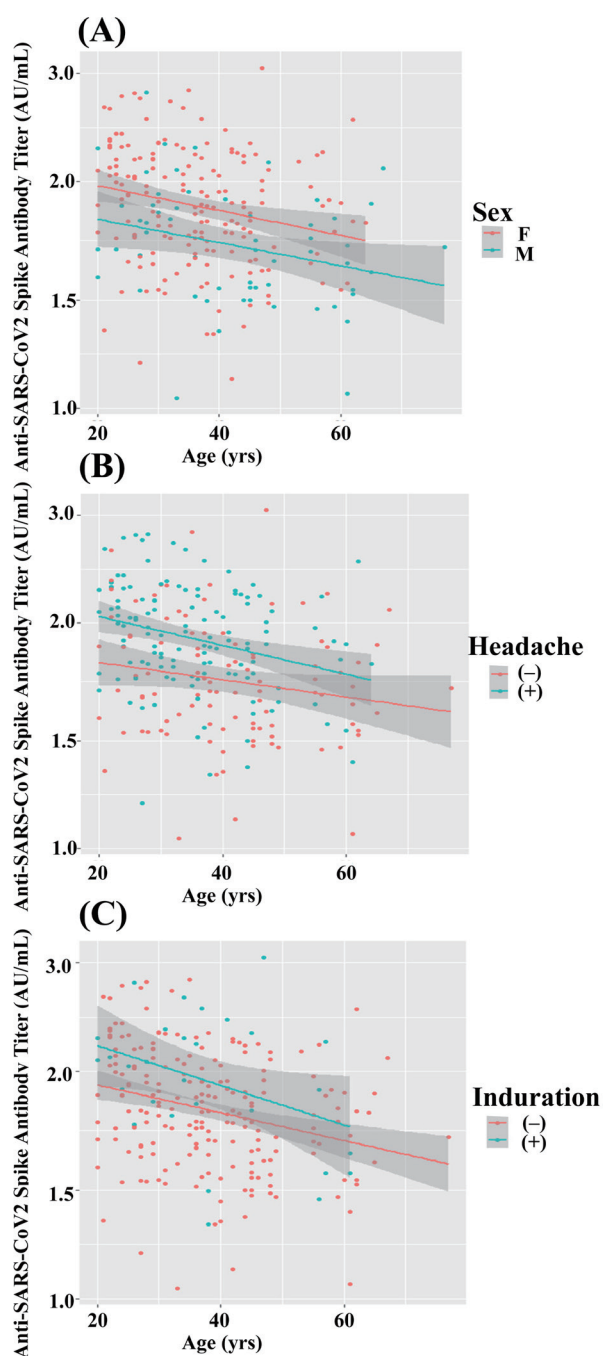 (A)
Anti-SARS-CoV2 Spike Antibody Titer (AU/mL)
3.0
2.0
1.5
1.0
20
40
60
Age (yrs)
Sex
F
M
(B)
Anti-SARS-CoV2 Spike Antibody Titer (AU/mL)
3.0
2.0
1.5
1.0
20
40
60
Age (yrs)
Headache
(-)
(+)
(C)
Anti-SARS-CoV2 Spike Antibody Titer (AU/mL)
3.0
2.0
1.5
1.0
20
40
60
Age (yrs)
Induration
(-)
(+)